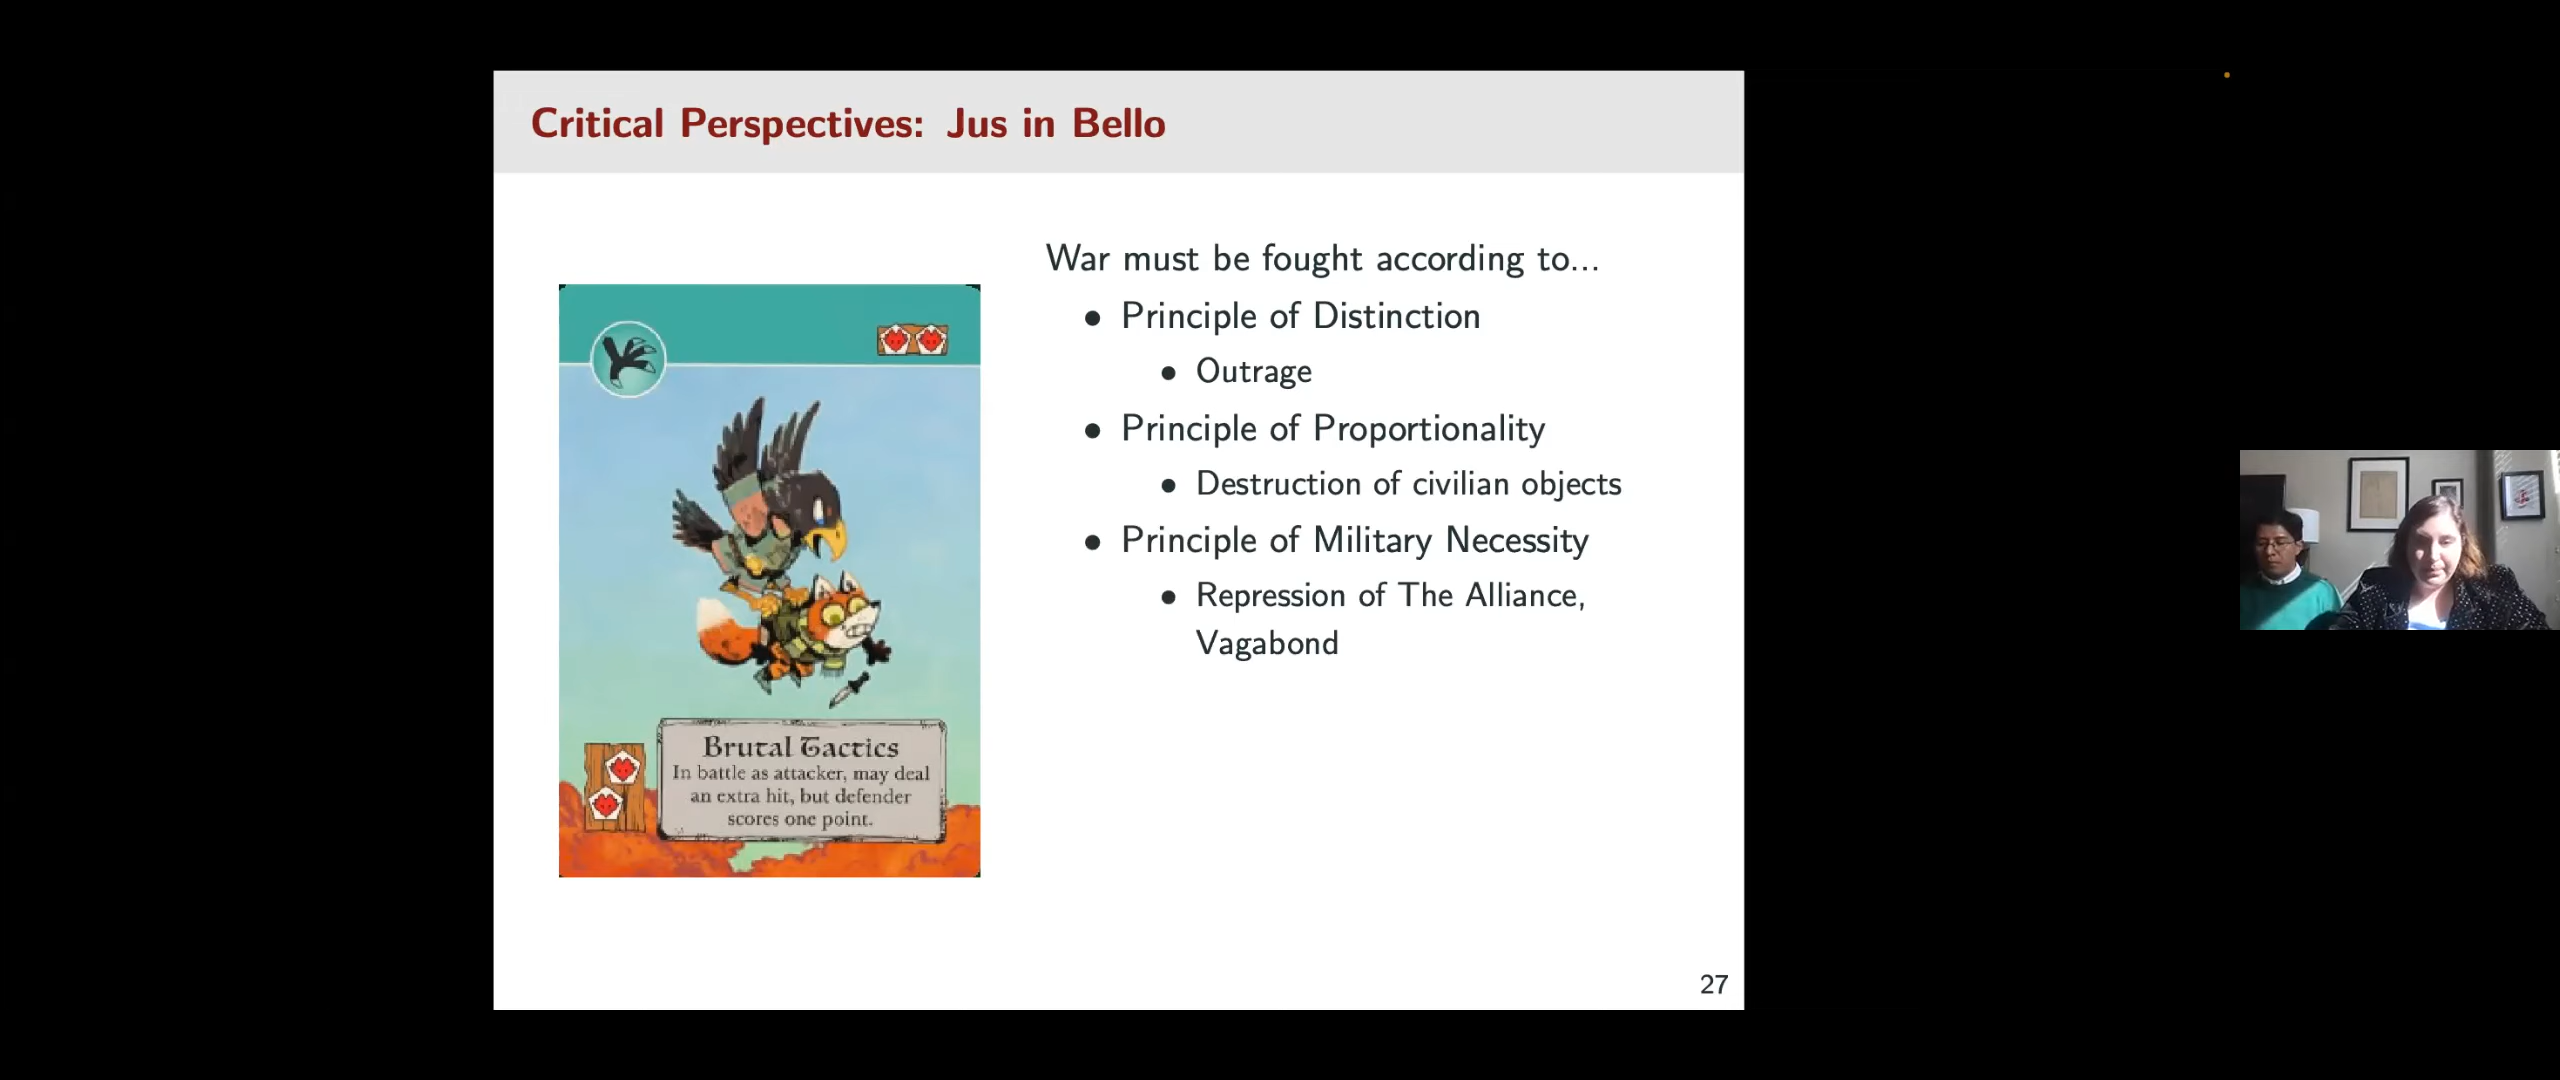 Critical Perspectives: Jus in Bello
War must be fought according to...
• Principle of Distinction
• Outrage
• Principle of Proportionality
• Destruction of civilian objects
• Principle of Military Necessity
• Repression of The Alliance,
Vagabond
Brutal Tactics
In battle as attacker, may deal
an extra hit, but defender
scores one point.
27